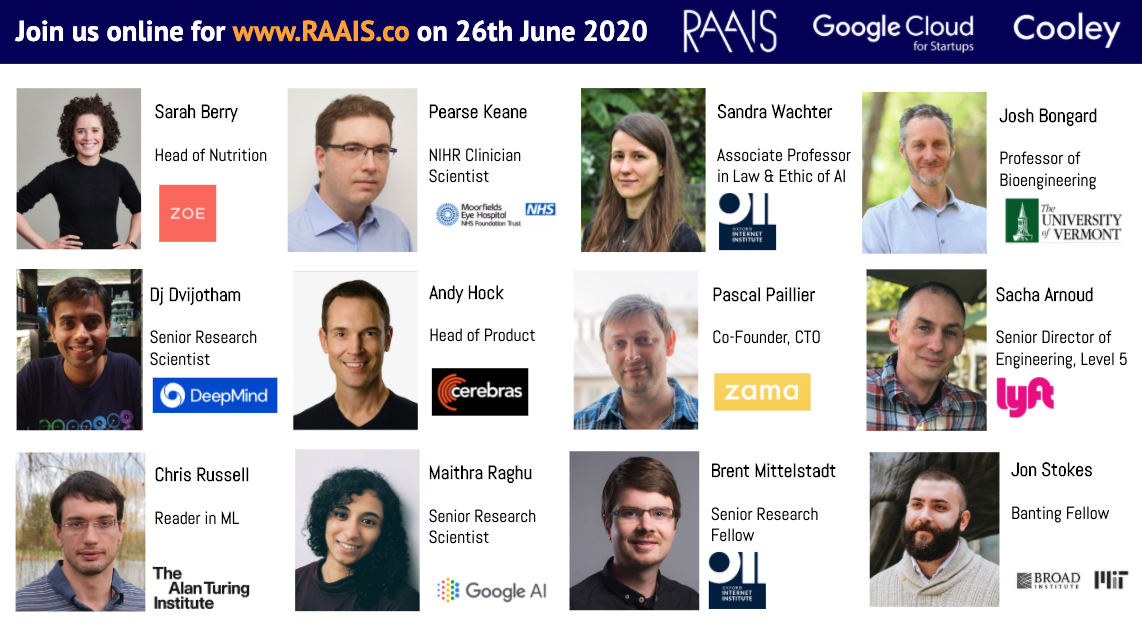 Join us online for www.RAAIS.co on 26th June 2020
RAAIS
Google Cloud
for Startups
Cooley
Sarah Berry
Head of Nutrition
ZOE
Pearse Keane
NIHR Clinician
Scientist
Moorfields
Eye Hospital
NHS Foundation Trust
NHS
Sandra Wachter
Associate Professor
in Law & Ethic of AI
OII
OXFORD
INTERNET
INSTITUTE
Josh Bongard
Professor of
Bioengineering
The
UNIVERSITY
of VERMONT
Dj Dvijotham
Senior Research
Scientist
DeepMind
Andy Hock
Head of Product
cerebras
Pascal Paillier
Co-Founder, CTO
zama
Sacha Arnoud
Senior Director of
Engineering, Level 5
lyft
Chris Russell
Reader in ML
The
Alan Turing
Institute
Maithra Raghu
Senior Research
Scientist
Google AI
Brent Mittelstadt
Senior Research
Fellow
OII
OXFORD
INTERNET
INSTITUTE
Jon Stokes
Banting Fellow
BROAD
INSTITUTE
MIT